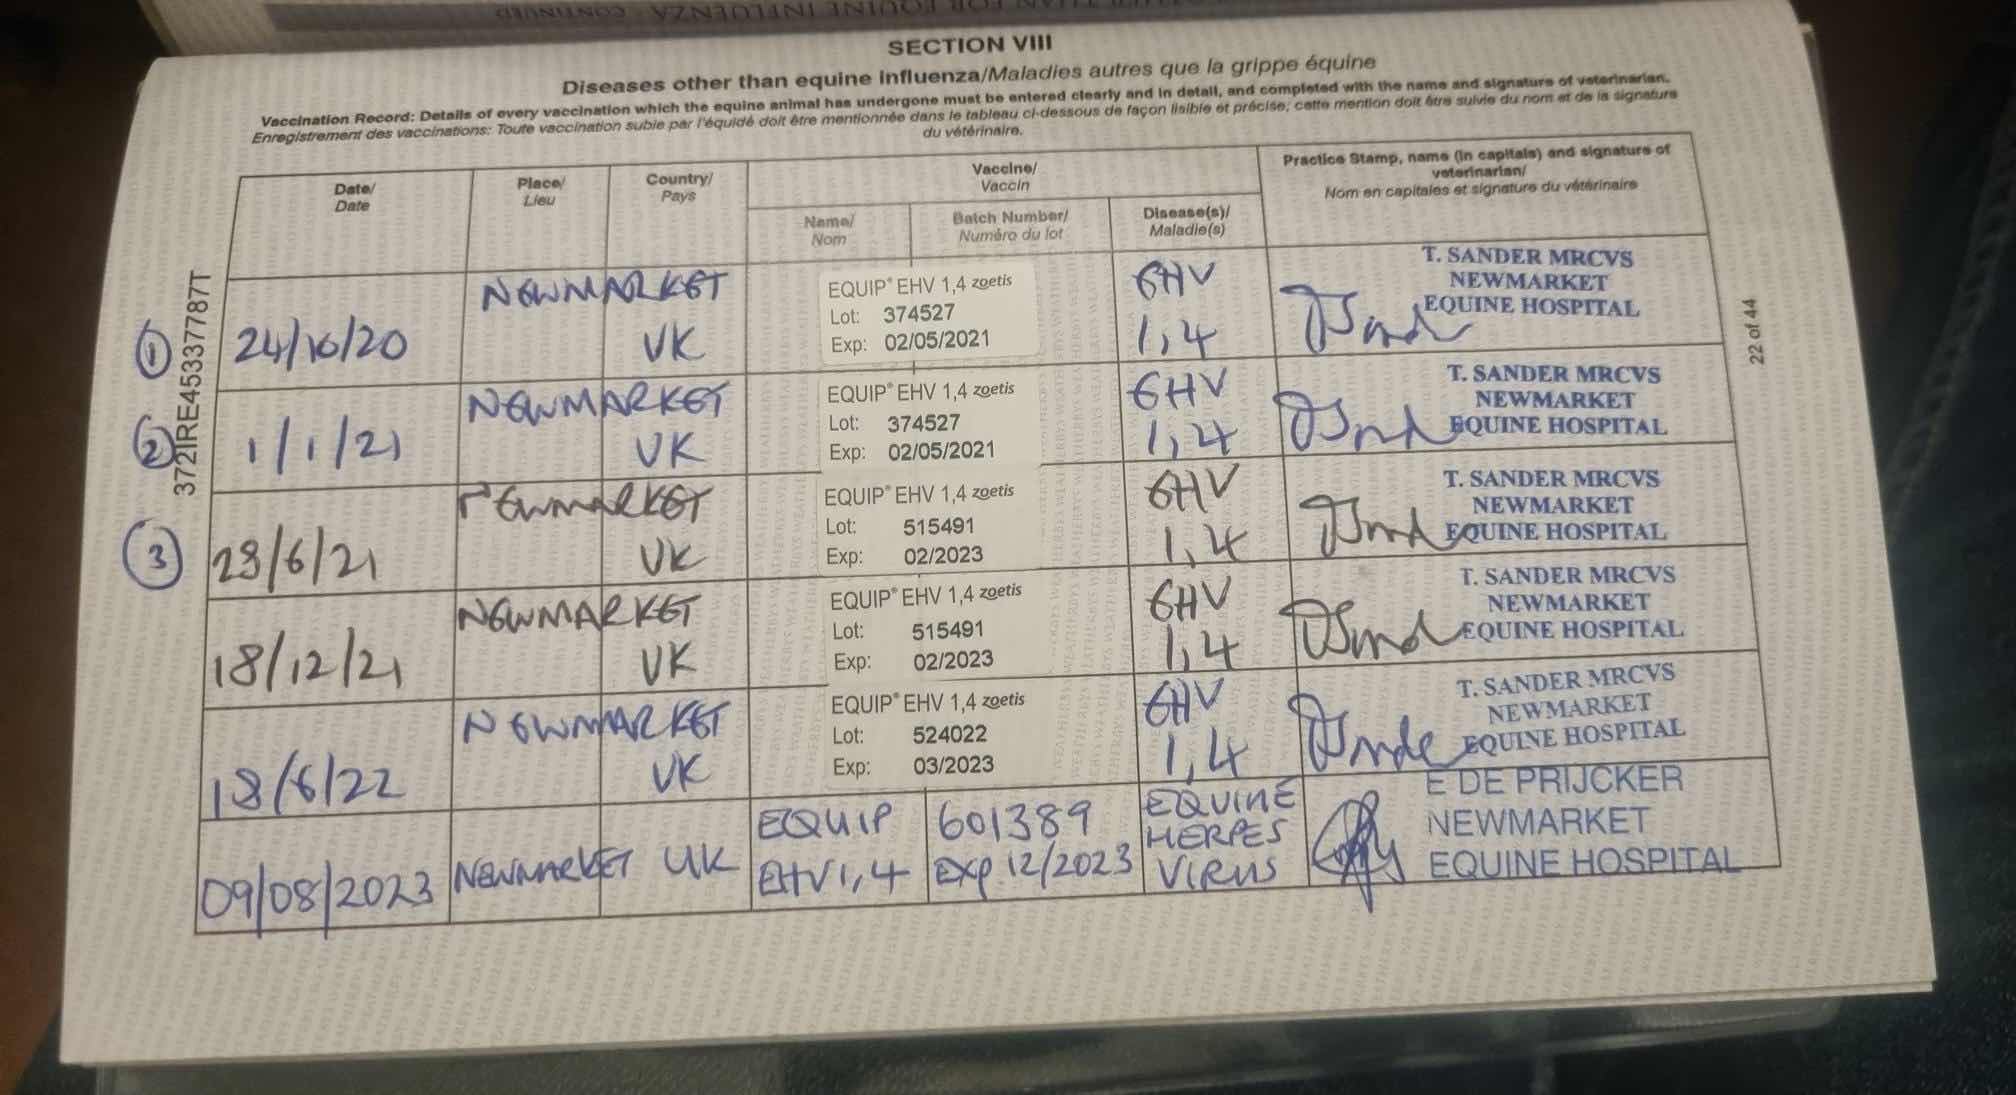 SECTION VIII
Diseases other than equine influenza/Maladies autres que la grippe équine
Vaccination Record: Details of every vaccination which the equine animal has undergone must be entered clearly and in detail, and completed with the name and signature of veterinarian.
Enregistrement des vaccinations: Toute vaccination subie par l'équidé doit être mentionnée dans le tableau ci-dessous de façon lisible et précise; cette mention doit être suivie du nom et de la signature
du vétérinaire.
Date/
Date
Place/
Lieu
Country/
Pays
Vaccine/
Vaccin
Name/
Nom
Batch Number/
Numéro du lot
Disease(s)/
Maladie(s)
Practice Stamp, name (in capitals) and signature of
veterinarian/
Nom en capitales et signature du vétérinaire
372IRE45337787T
22 of 44
1
24/10/20
NEWMARKET
UK
EQUIP® EHV 1,4 zoetis
Lot: 374527
Exp: 02/05/2021
EHV
1,4
T. SANDER MRCVS
NEWMARKET
EQUINE HOSPITAL
2
1/1/21
NEWMARKET
UK
EQUIP® EHV 1,4 zoetis
Lot: 374527
Exp: 02/05/2021
EHV
1,4
T. SANDER MRCVS
NEWMARKET
EQUINE HOSPITAL
3
/6/21
NEWMARKET
UK
EQUIP® EHV 1,4 zoetis
Lot: 515491
Exp: 02/2023
EHV
1,4
T. SANDER MRCVS
NEWMARKET
EQUINE HOSPITAL
18/12/21
NEWMARKET
UK
EQUIP® EHV 1,4 zoetis
Lot: 515491
Exp: 02/2023
EHV
1,4
T. SANDER MRCVS
NEWMARKET
EQUINE HOSPITAL
18/6/22
NEWMARKET
UK
EQUIP® EHV 1,4 zoetis
Lot: 524022
Exp: 03/2023
EHV
1,4
T. SANDER MRCVS
NEWMARKET
EQUINE HOSPITAL
09/08/2023
NEWMARKET
UK
EQUIP
EHV1,4
601389
EXP 12/2023
EQUINE
HERPES
VIRUS
E DE PRIJCKER
NEWMARKET
EQUINE HOSPITAL